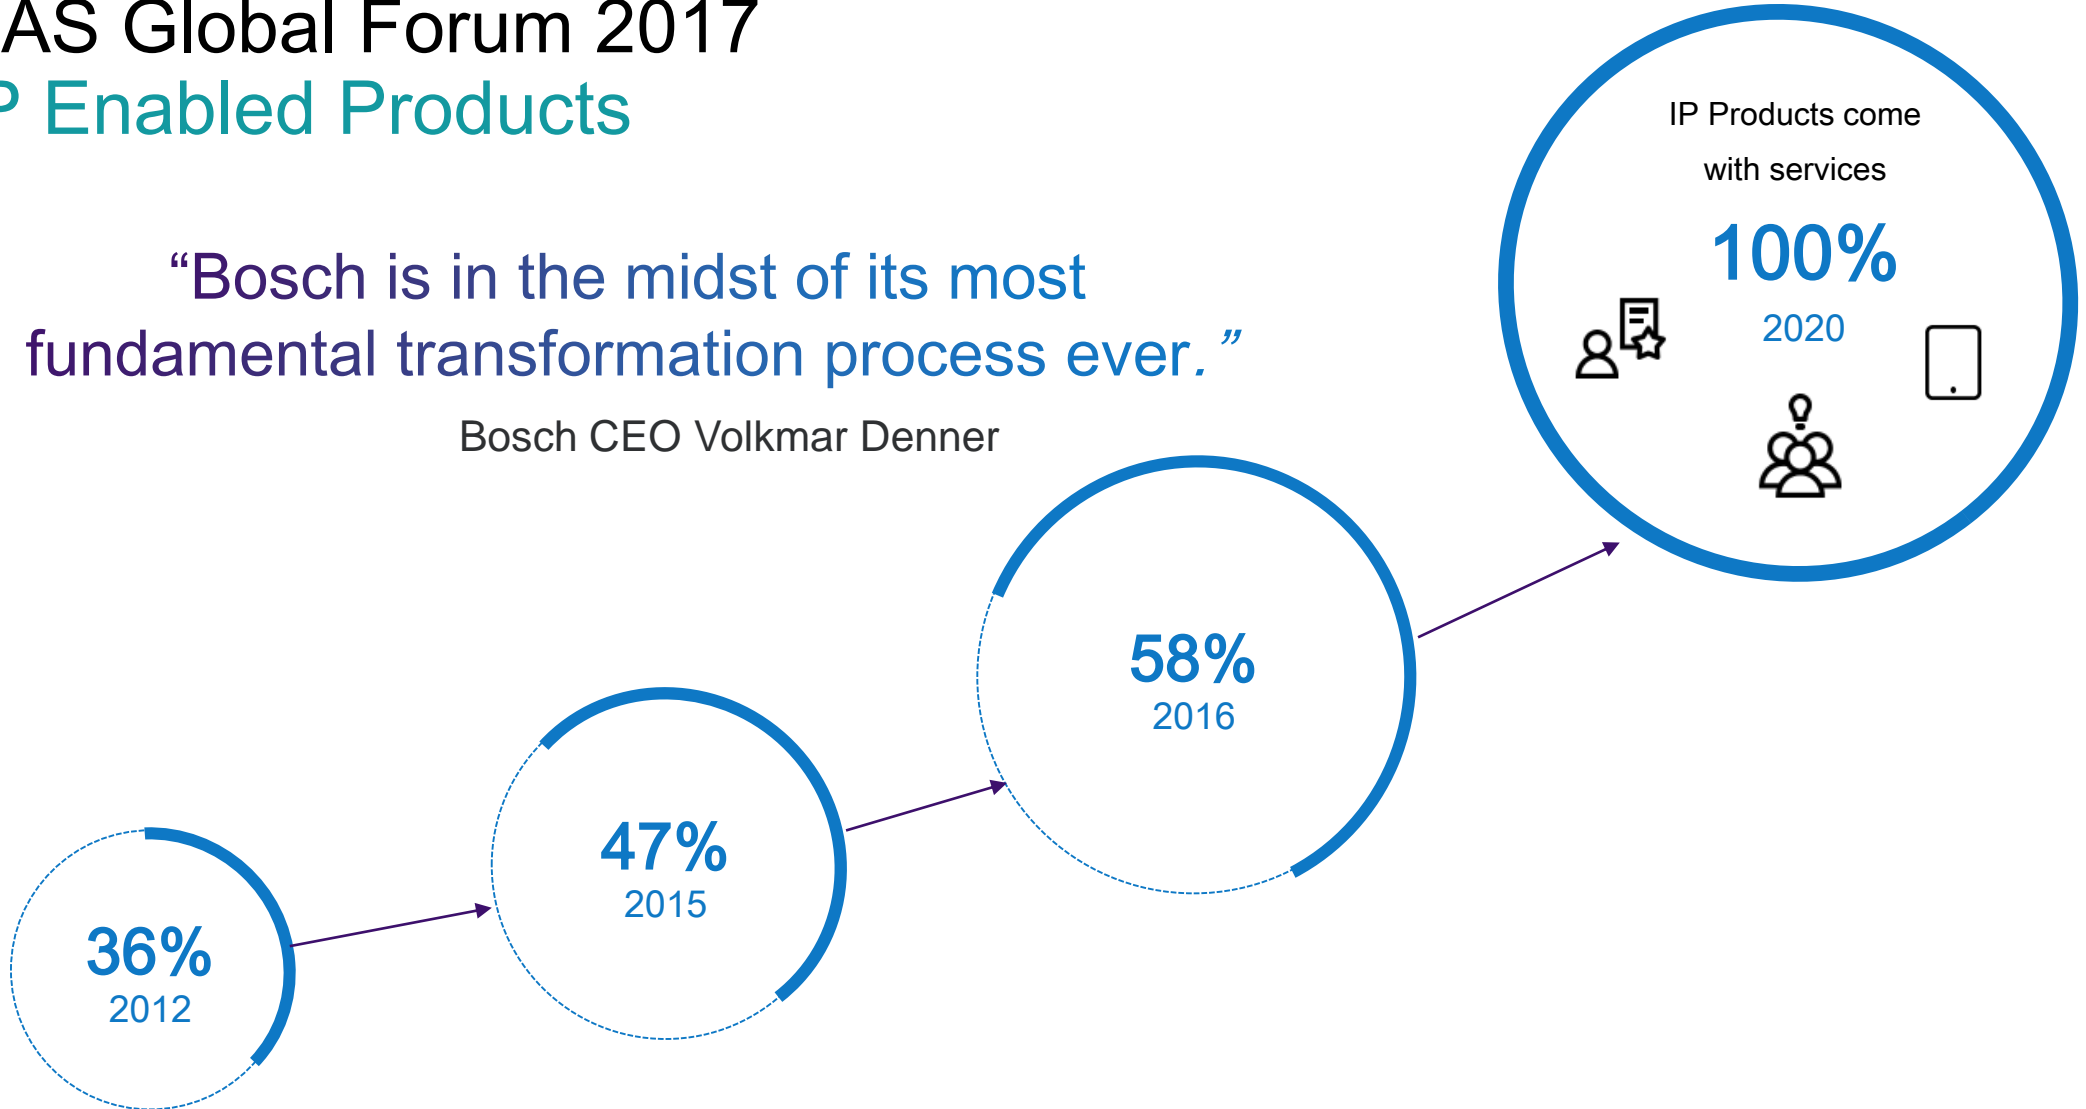 AS Global Forum 2017
P Enabled Products
“Bosch is in the midst of its most
fundamental transformation process ever.”
Bosch CEO Volkmar Denner
IP Products come
with services
100%
2020
58%
2016
47%
2015
36%
2012